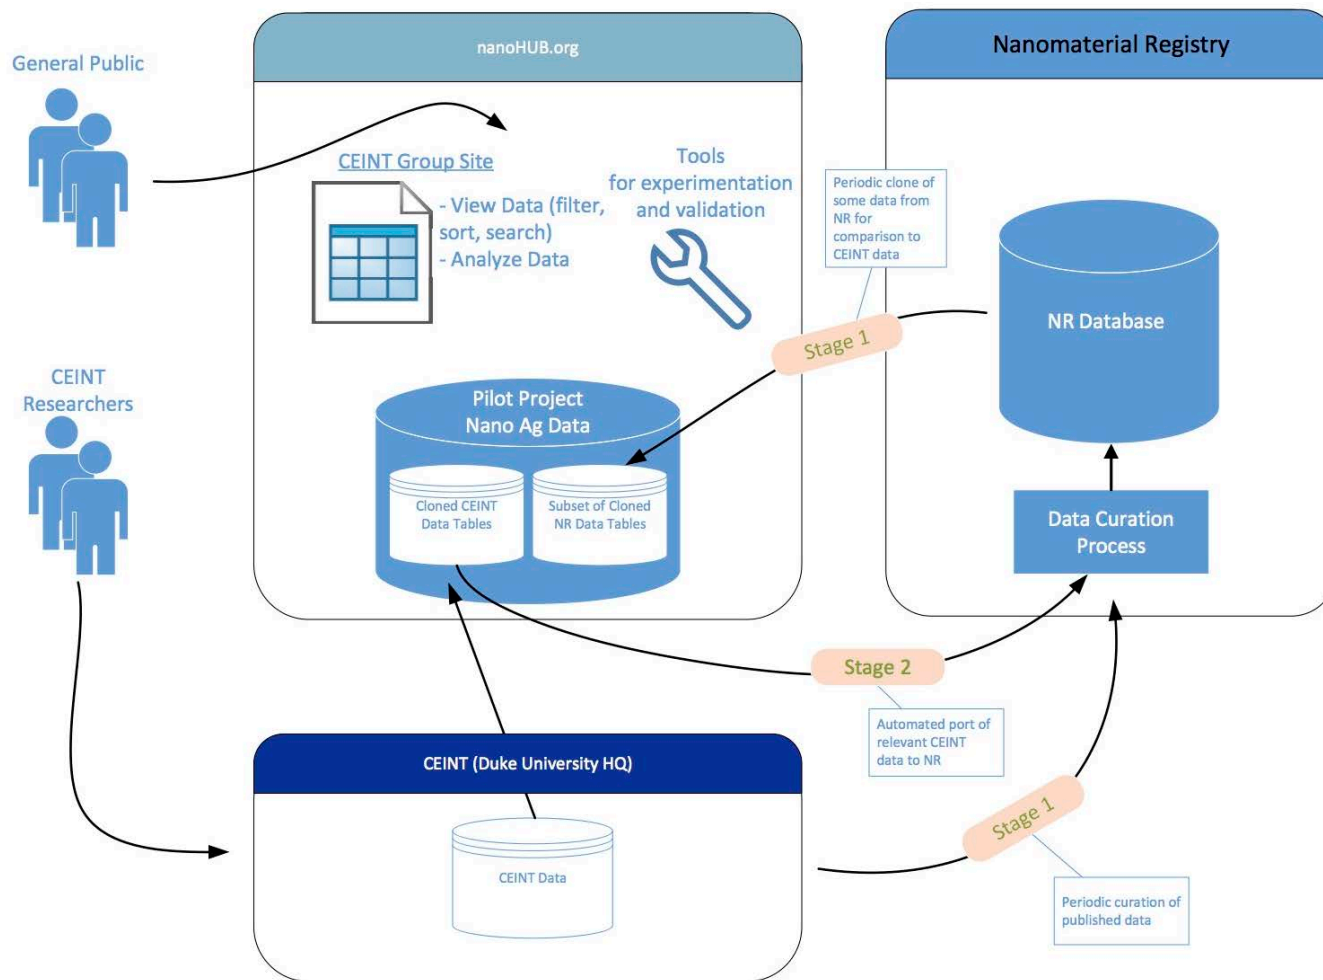 nanoHUB.org
Nanomaterial Registry
General Public
CEINT Group Site
- View Data (filter,
sort, search)
- Analyze Data
Tools
for experimentation
and validation
Periodic clone of
some data from
NR for
comparison to
CEINT data
NR Database
Stage 1
CEINT
Researchers
Pilot Project
Nano Ag Data
Cloned CEINT
Data Tables
Subset of Cloned
NR Data Tables
Data Curation
Process
Stage 2
Automated port of
relevant CEINT
data to NR
CEINT (Duke University HQ)
CEINT Data
Stage 1
Periodic curation of
published data